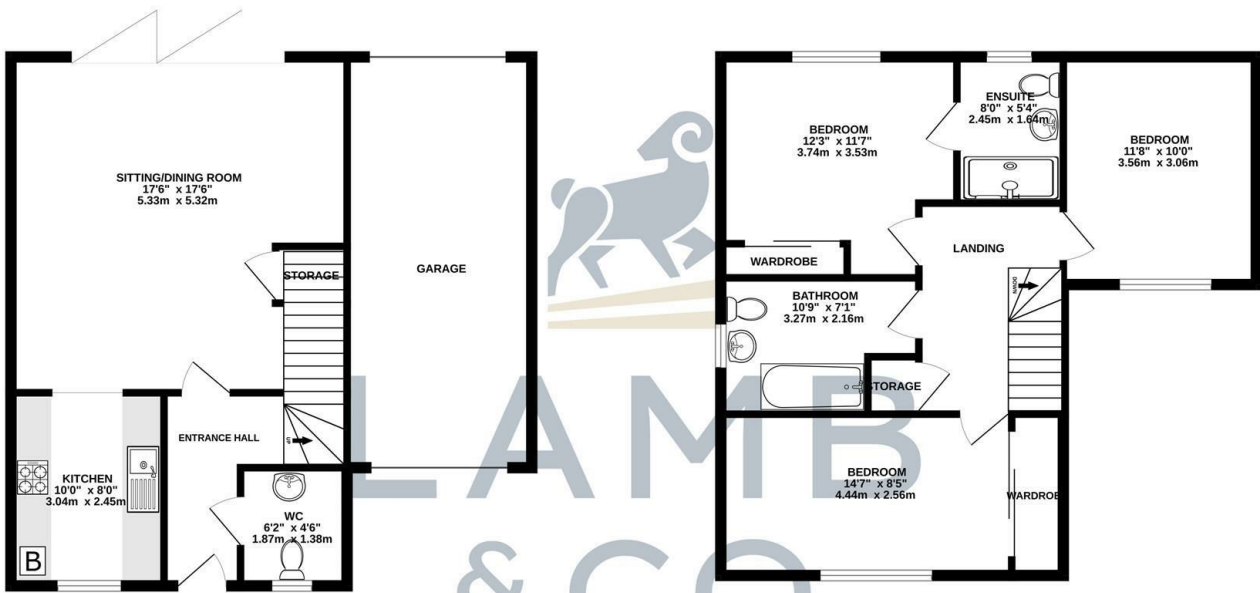 SITTING/DINING ROOM
17'6" x 17'6"
5.33m x 5.32m
STORAGE
GARAGE
ENTRANCE HALL
UP
KITCHEN
10'0" x 8'0"
3.04m x 2.45m
B
WC
6'2" x 4'6"
1.87m x 1.38m
BEDROOM
12'3" x 11'7"
3.74m x 3.53m
ENSUITE
8'0" x 5'4"
2.45m x 1.64m
BEDROOM
11'8" x 10'0"
3.56m x 3.06m
WARDROBE
LANDING
DOWN
BATHROOM
10'9" x 7'1"
3.27m x 2.16m
STORAGE
BEDROOM
14'7" x 8'5"
4.44m x 2.56m
WARDROBE
LAMB
& CO